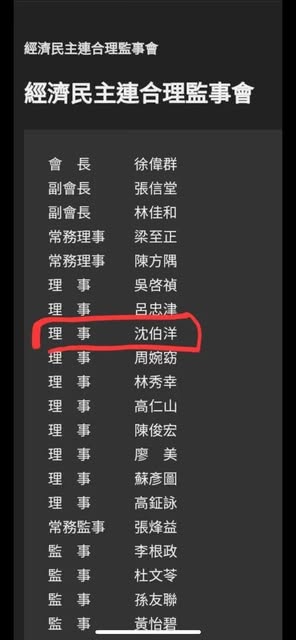 經濟民主連合理監事會
經濟民主連合理監事會
會　長　徐偉群
副會長　張信堂
副會長　林佳和
常務理事　梁至正
常務理事　陳方隅
理　事　吳啓禎
理　事　呂忠津
理　事　沈伯洋
理　事　周婉窈
理　事　林秀幸
理　事　高仁山
理　事　陳俊宏
理　事　廖　美
理　事　蘇彥圖
理　事　高鉦詠
常務監事　張烽益
監　事　李根政
監　事　杜文苓
監　事　孫友聯
監　事　黃怡碧